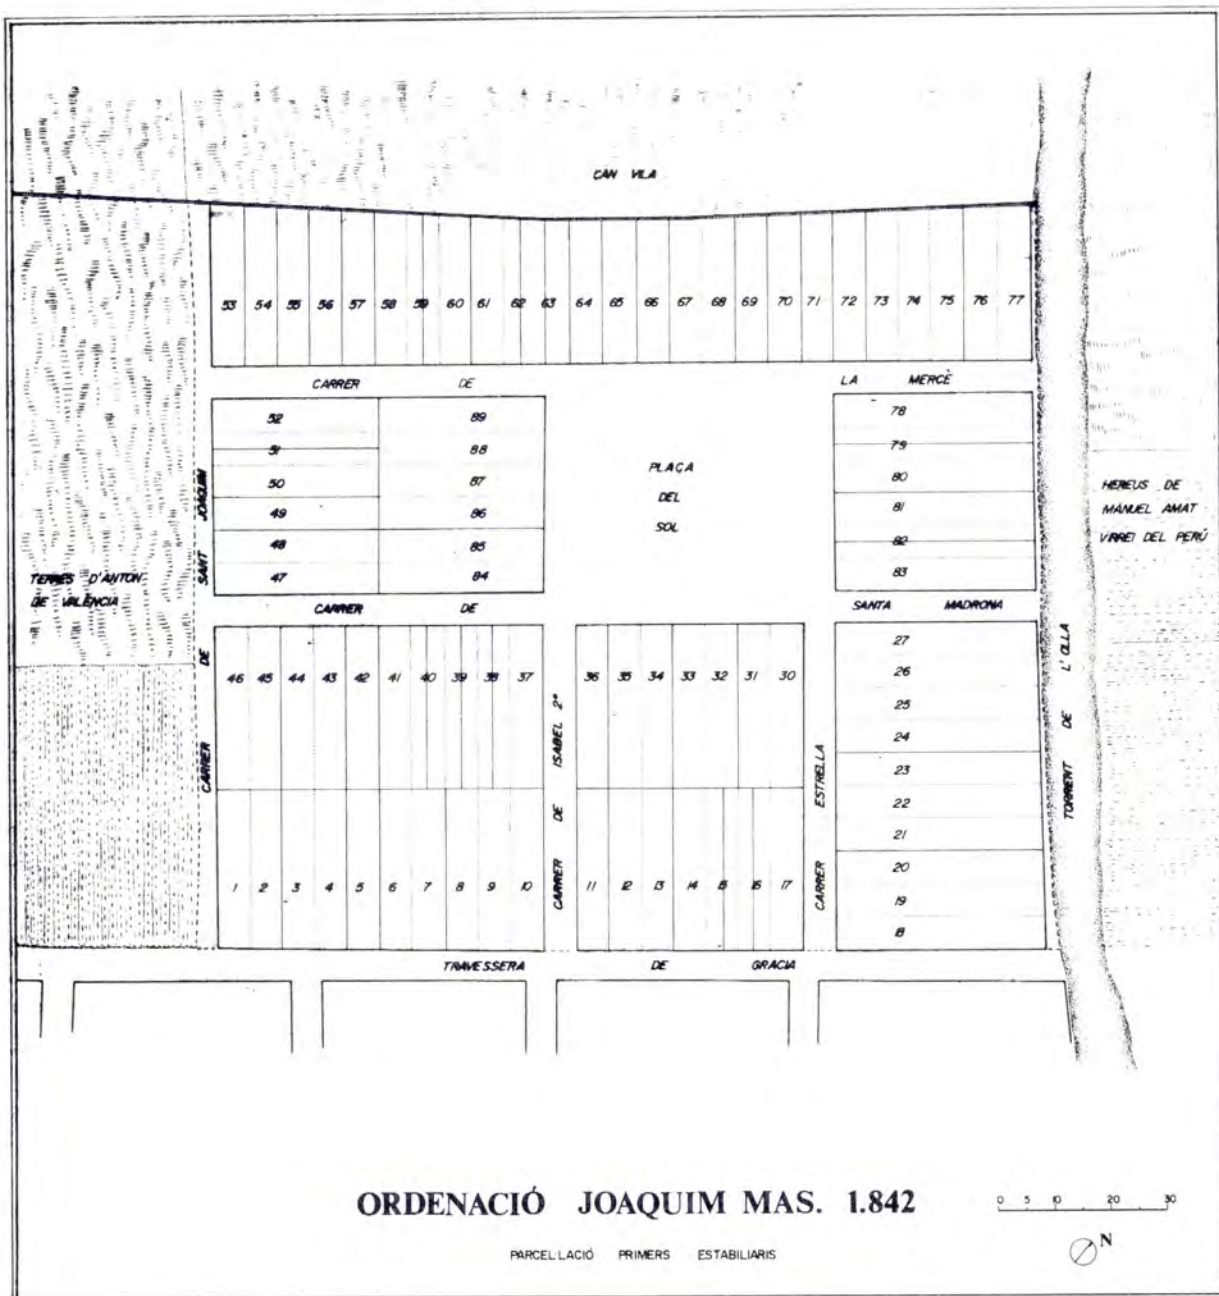 CAN VILA
53 54 55 56 57 58 59 60 61 62 63 64 65 66 67 68 69 70 71 72 73 74 75 76 77
CARRER DE LA MERCÈ
52 89
51 88
50 87
49 86
48 85
47 84
PLAÇA
DEL
SOL
78
79
80
81
82
83
HEREUS DE
MANUEL AMAT
VIRREI DEL PERÚ
TERRES D'ANTON
DE VALÈNCIA
CARRER DE SANT JOAQUIM
CARRER DE SANTA MADRONA
46 45 44 43 42 41 40 39 38 37
36 35 34 33 32 31 30
27
26
25
24
23
22
21
20
19
18
CARRER DE ISABEL 2ª
CARRER ESTRELLA
TORRENT DE L'OLLA
1 2 3 4 5 6 7 8 9 10
11 12 13 14 15 16 17
TRAVESSERA DE GRACIA
ORDENACIÓ JOAQUIM MAS. 1.842
PARCEL·LACIÓ PRIMERS ESTABILIARIS
0 5 10 20 30
N